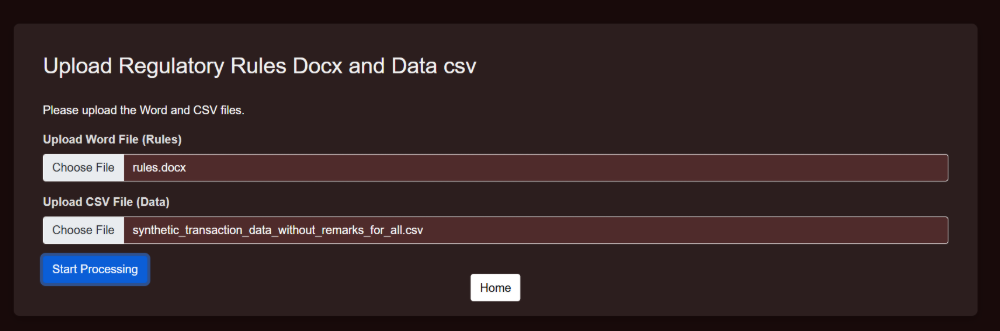 Upload Regulatory Rules Docx and Data csv
Please upload the Word and CSV files.
Upload Word File (Rules)
Choose File rules.docx
Upload CSV File (Data)
Choose File synthetic_transaction_data_without_remarks_for_all.csv
Start Processing
Home